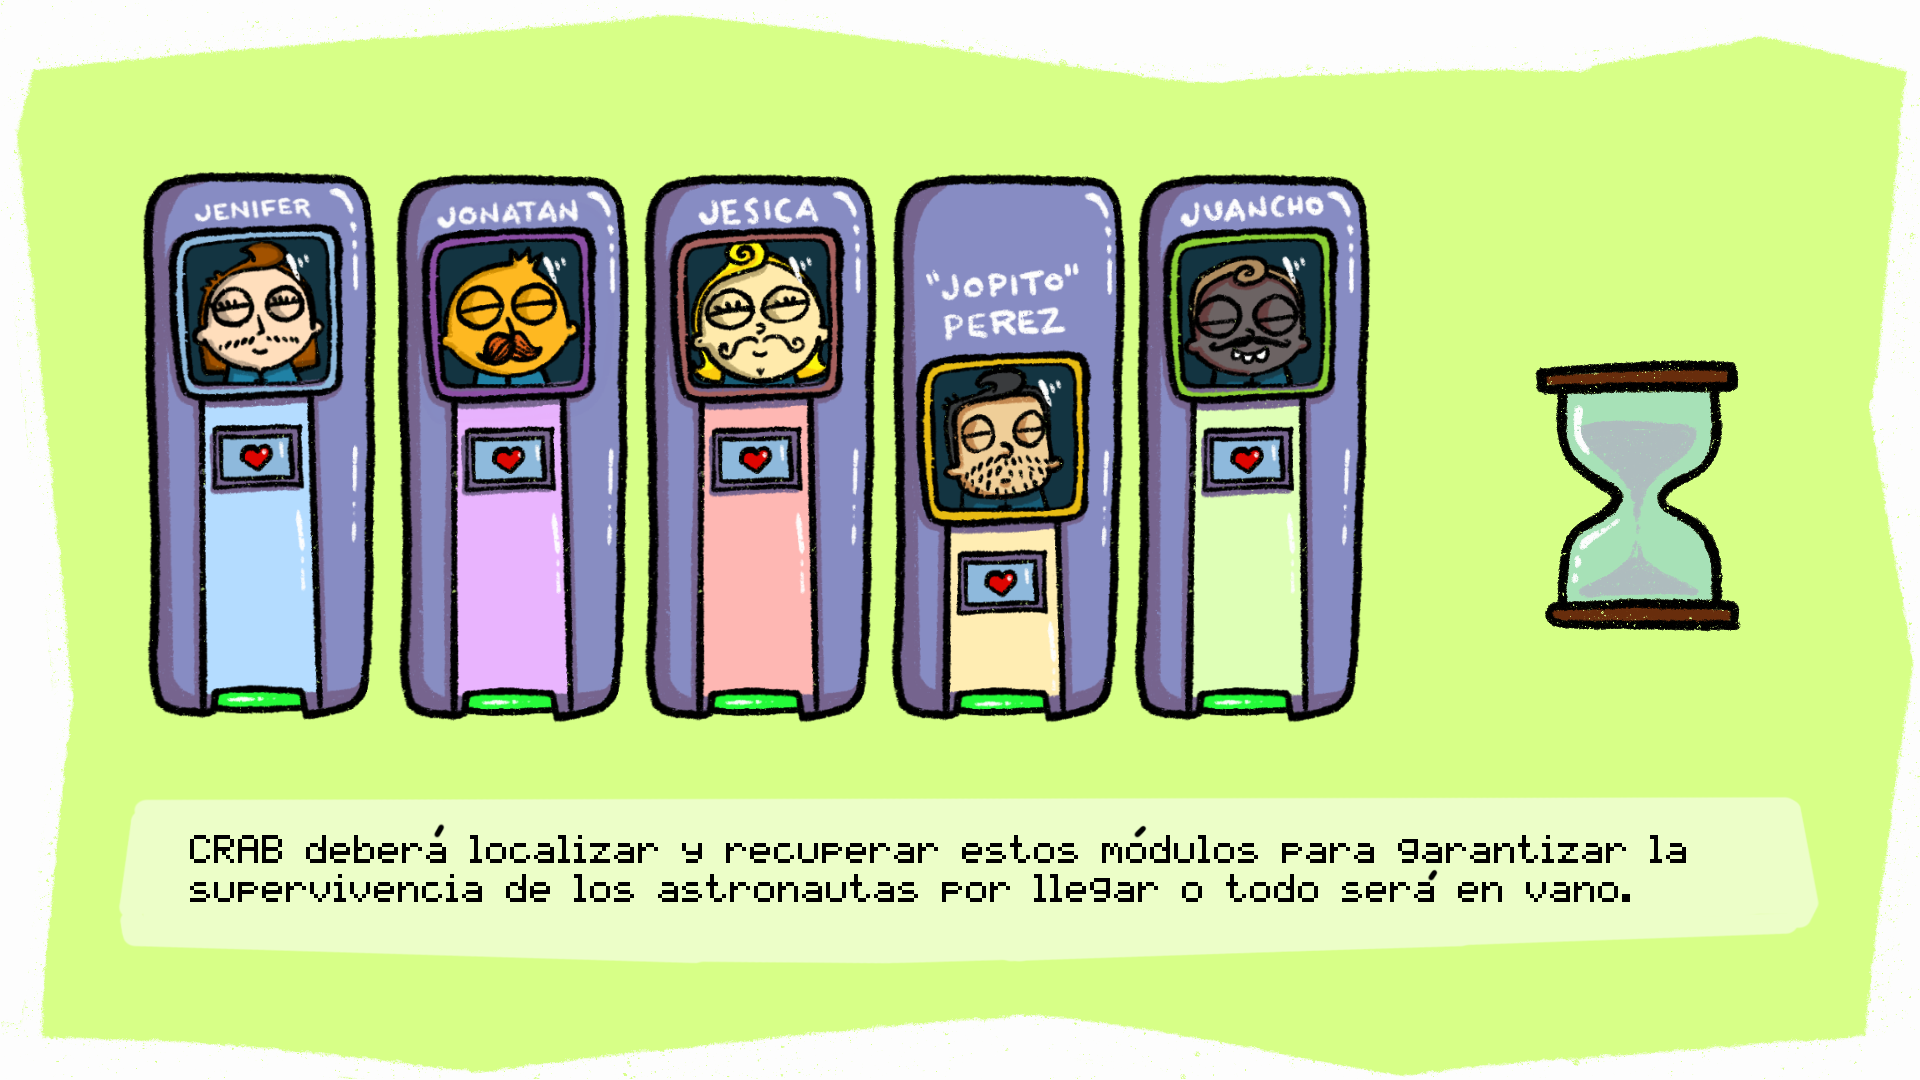 JENIFER
JONATAN
JESICA
"JOPITO"
PEREZ
JUANCHO
CRAB deberá localizar y recuperar estos módulos para garantizar la
supervivencia de los astronautas por llegar o todo será en vano.